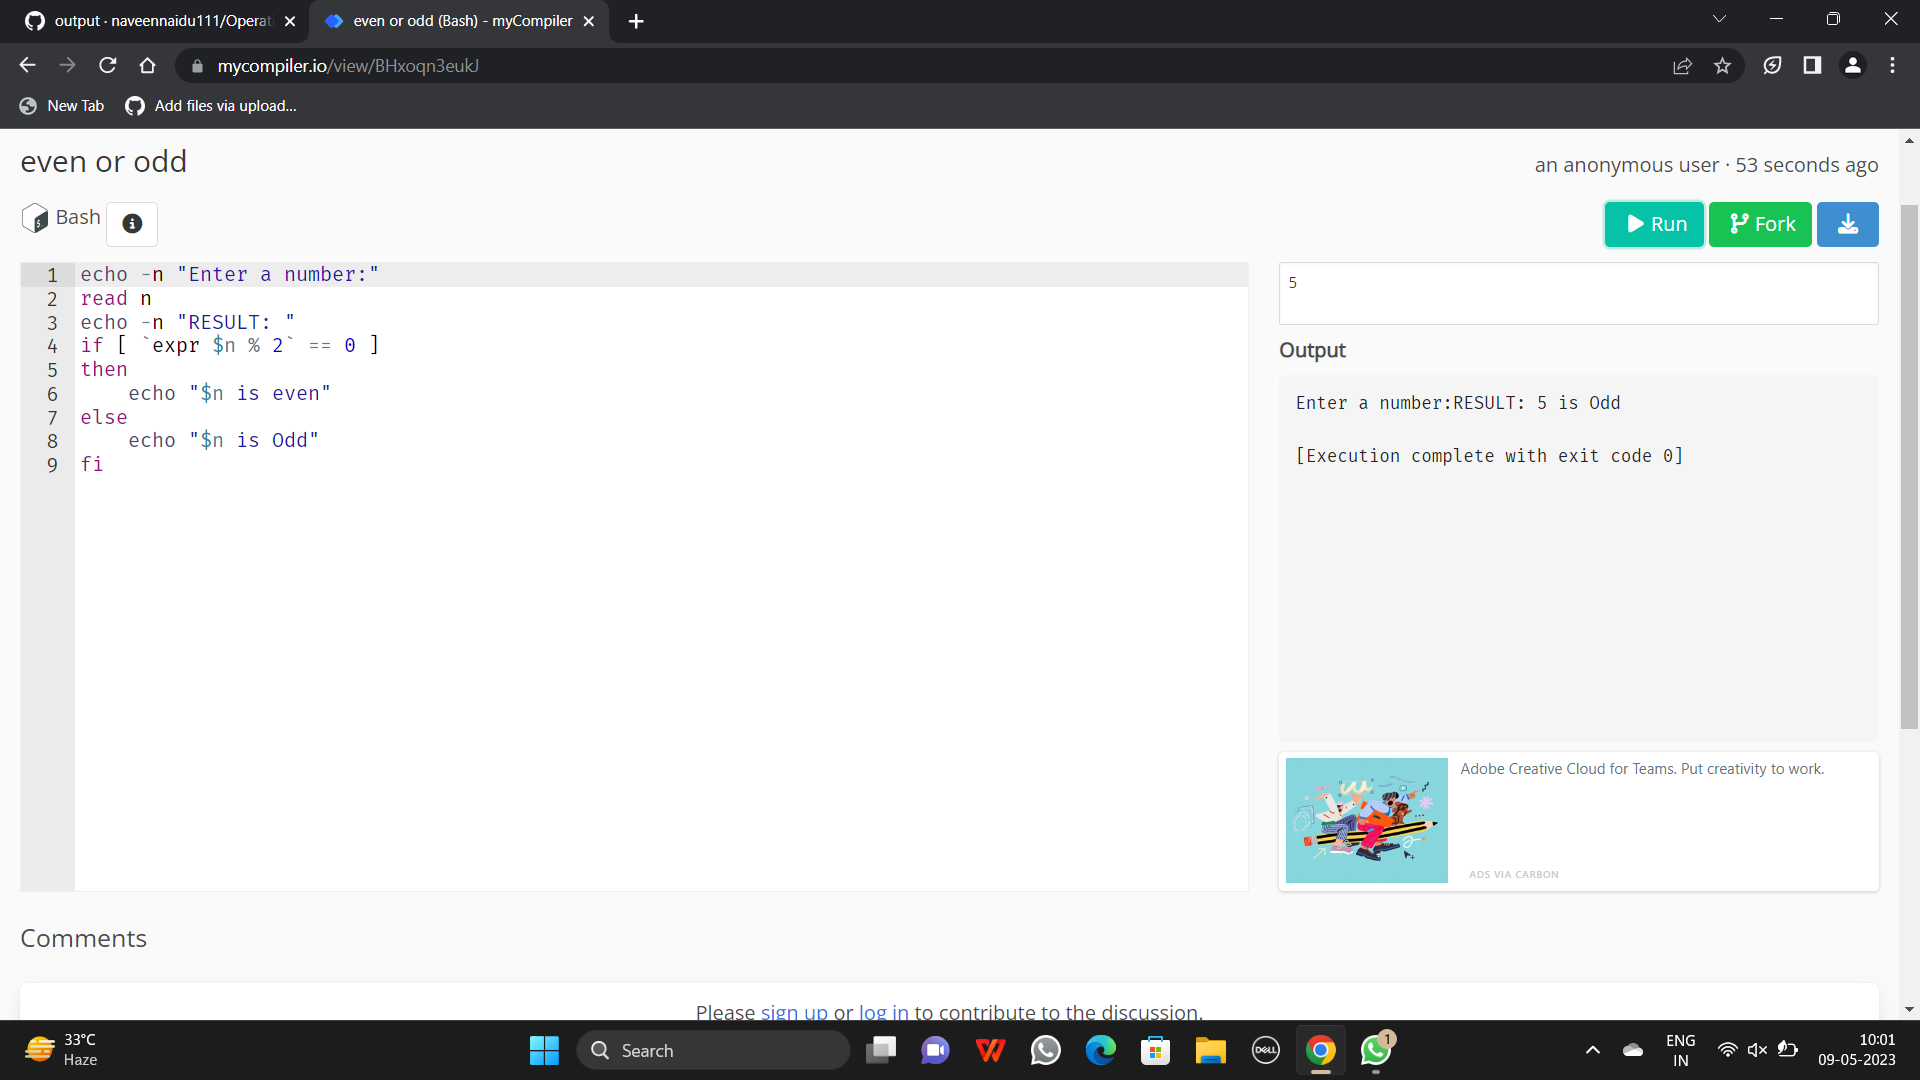 output · naveennaidu111/Operati
even or odd (Bash) - myCompiler
mycompiler.io/view/BHxoqn3eukJ
New Tab
Add files via upload...
even or odd
an anonymous user · 53 seconds ago
Bash
Run
Fork
1 echo -n "Enter a number:"
2 read n
3 echo -n "RESULT: "
4 if [ `expr $n % 2` == 0 ]
5 then
6     echo "$n is even"
7 else
8     echo "$n is Odd"
9 fi
5
Output
Enter a number:RESULT: 5 is Odd
[Execution complete with exit code 0]
Adobe Creative Cloud for Teams. Put creativity to work.
ADS VIA CARBON
Comments
Please sign up or log in to contribute to the discussion.
33°C
Haze
Search
DELL
1
ENG
IN
10:01
09-05-2023